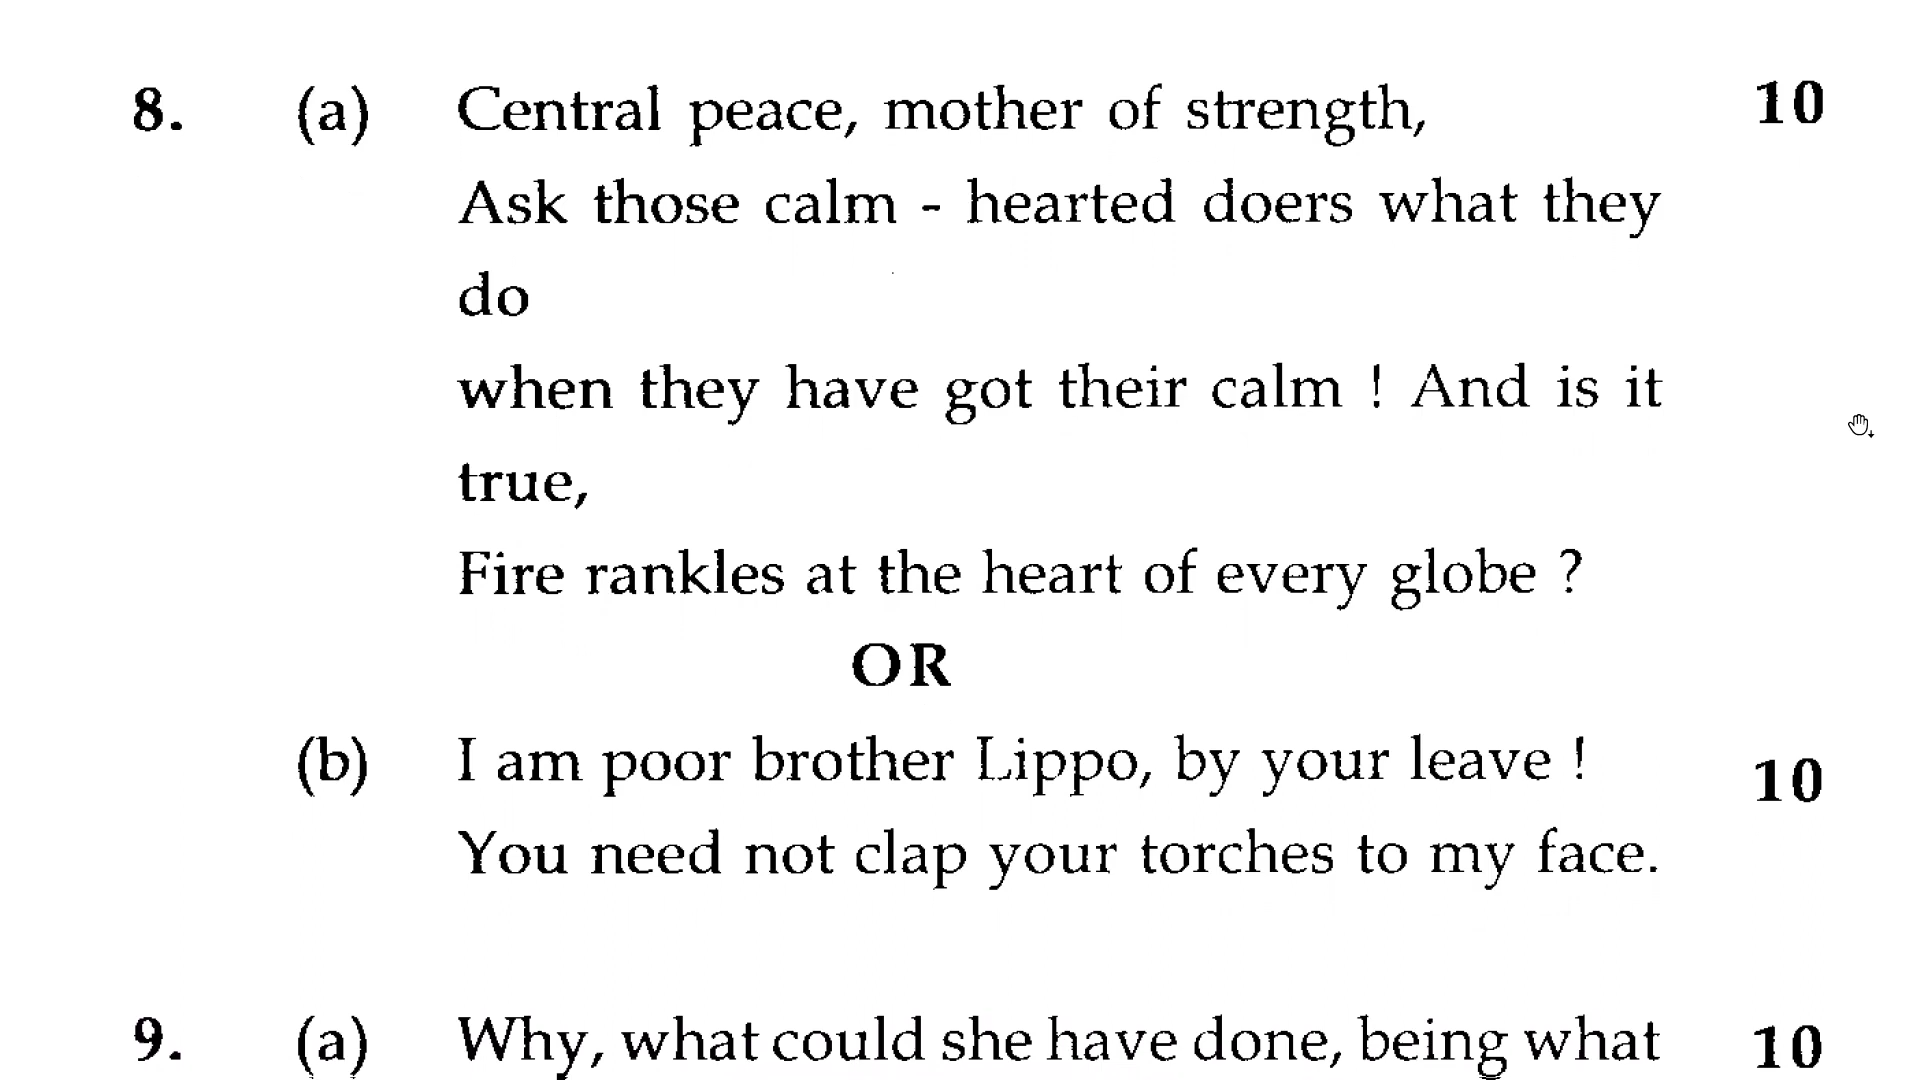 8. (a) Central peace, mother of strength, 10
Ask those calm - hearted doers what they
do
when they have got their calm ! And is it
true,
Fire rankles at the heart of every globe ?
OR
(b) I am poor brother Lippo, by your leave ! 10
You need not clap your torches to my face.
9. (a) Why, what could she have done, being what 10